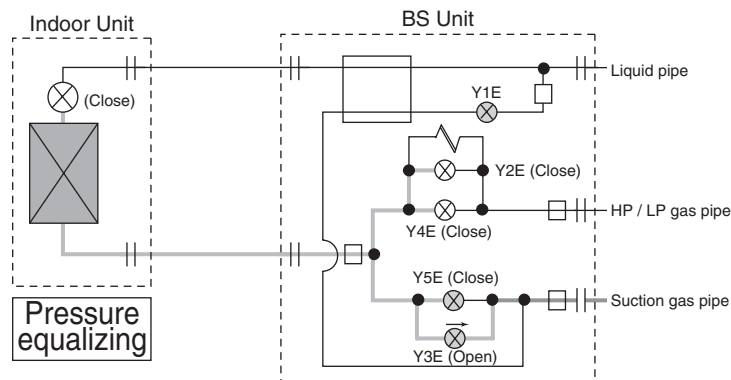 Indoor Unit
BS Unit
(Close)
Liquid pipe
Y1E
Y2E (Close)
HP / LP gas pipe
Y4E (Close)
Y5E (Close)
Suction gas pipe
Y3E (Open)
Pressure
equalizing